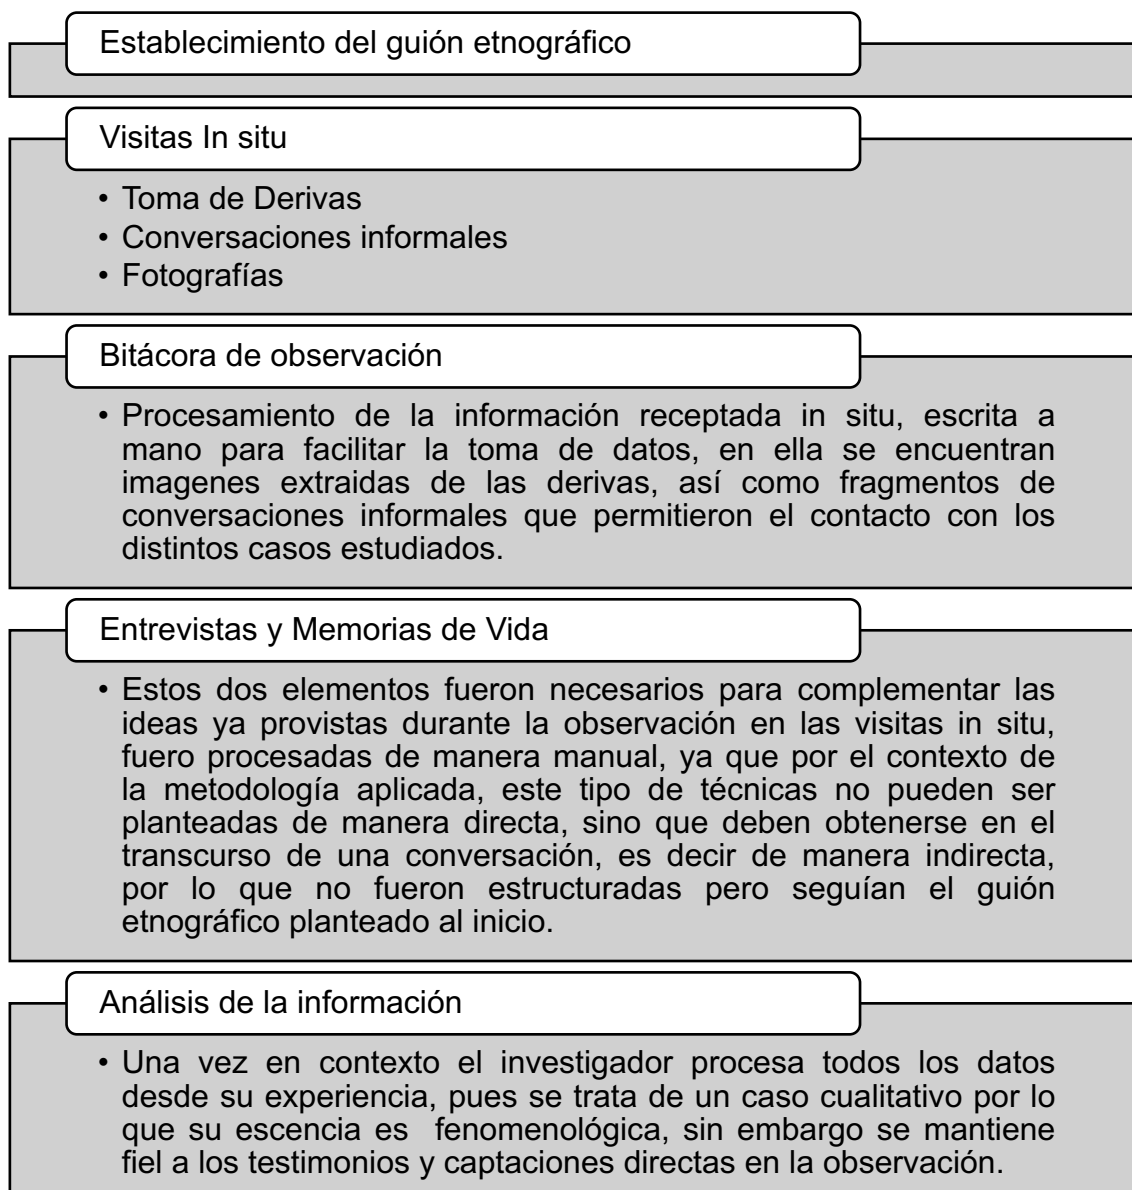 Establecimiento del guión etnográfico
Visitas In situ
• Toma de Derivas
• Conversaciones informales
• Fotografías
Bitácora de observación
• Procesamiento de la información receptada in situ, escrita a
mano para facilitar la toma de datos, en ella se encuentran
imagenes extraidas de las derivas, así como fragmentos de
conversaciones informales que permitieron el contacto con los
distintos casos estudiados.
Entrevistas y Memorias de Vida
• Estos dos elementos fueron necesarios para complementar las
ideas ya provistas durante la observación en las visitas in situ,
fuero procesadas de manera manual, ya que por el contexto de
la metodología aplicada, este tipo de técnicas no pueden ser
planteadas de manera directa, sino que deben obtenerse en el
transcurso de una conversación, es decir de manera indirecta,
por lo que no fueron estructuradas pero seguían el guión
etnográfico planteado al inicio.
Análisis de la información
• Una vez en contexto el investigador procesa todos los datos
desde su experiencia, pues se trata de un caso cualitativo por lo
que su escencia es  fenomenológica, sin embargo se mantiene
fiel a los testimonios y captaciones directas en la observación.